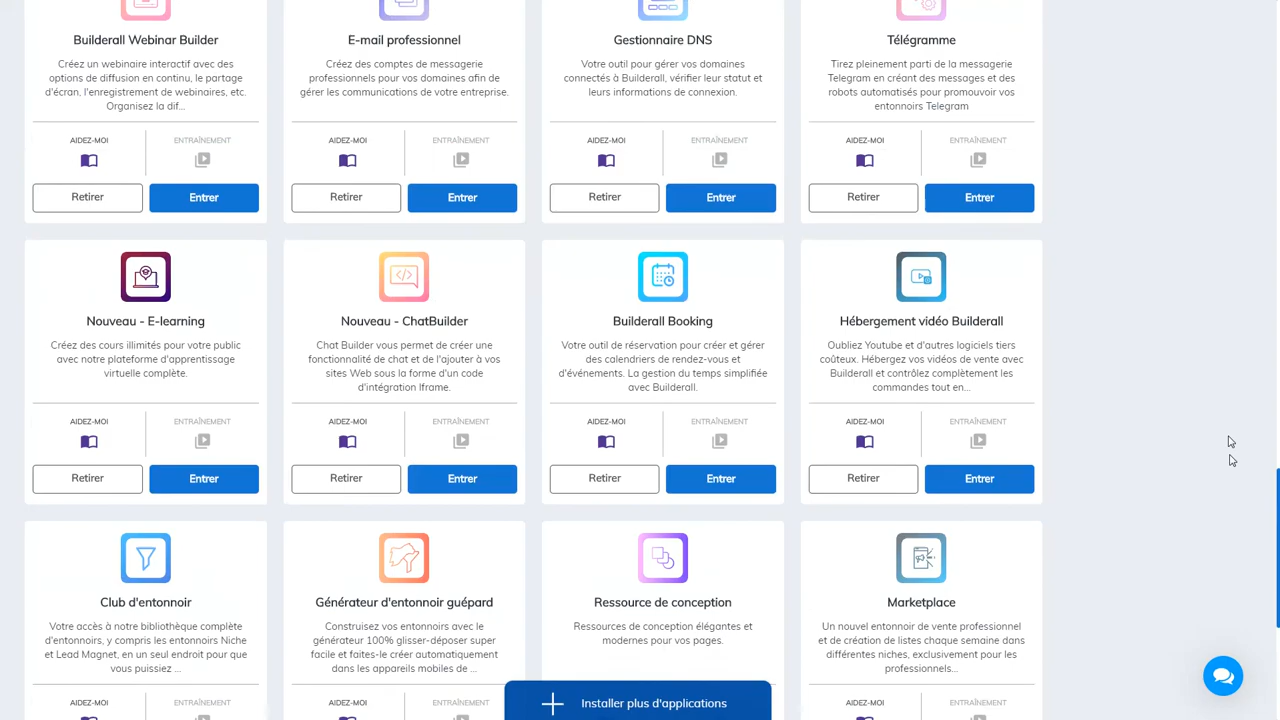 Builderall Webinar Builder
Créez un webinaire interactif avec des
options de diffusion en continu, le partage
d'écran, l'enregistrement de webinaires, etc.
Organisez la dif...
AIDEZ-MOI
ENTRAÎNEMENT
Retirer
Entrer
E-mail professionnel
Créez des comptes de messagerie
professionnels pour vos domaines afin de
gérer les communications de votre entreprise.
AIDEZ-MOI
ENTRAÎNEMENT
Retirer
Entrer
Gestionnaire DNS
Votre outil pour gérer vos domaines
connectés à Builderall, vérifier leur statut et
leurs informations de connexion.
AIDEZ-MOI
ENTRAÎNEMENT
Retirer
Entrer
Télégramme
Tirez pleinement parti de la messagerie
Telegram en créant des messages et des
robots automatisés pour promouvoir vos
entonnoirs Telegram
AIDEZ-MOI
ENTRAÎNEMENT
Retirer
Entrer
Nouveau - E-learning
Créez des cours illimités pour votre public
avec notre plateforme d'apprentissage
virtuelle complète.
AIDEZ-MOI
ENTRAÎNEMENT
Retirer
Entrer
Nouveau - ChatBuilder
Chat Builder vous permet de créer une
fonctionnalité de chat et de l'ajouter à vos
sites Web sous la forme d'un code
d'intégration Iframe.
AIDEZ-MOI
ENTRAÎNEMENT
Retirer
Entrer
Builderall Booking
Votre outil de réservation pour créer et gérer
des calendriers de rendez-vous et
d'événements. La gestion du temps simplifiée
avec Builderall.
AIDEZ-MOI
ENTRAÎNEMENT
Retirer
Entrer
Hébergement vidéo Builderall
Oubliez Youtube et d'autres logiciels tiers
coûteux. Hébergez vos vidéos de vente avec
Builderall et contrôlez complètement les
commandes tout en...
AIDEZ-MOI
ENTRAÎNEMENT
Retirer
Entrer
Club d'entonnoir
Votre accès à notre bibliothèque complète
d'entonnoirs, y compris les entonnoirs Niche
et Lead Magnet, en un seul endroit pour que
vous puissiez ...
AIDEZ-MOI
ENTRAÎNEMENT
Générateur d'entonnoir guépard
Construisez vos entonnoirs avec le
générateur 100% glisser-déposer super
facile et faites-le créer automatiquement
dans les appareils mobiles de ...
AIDEZ-MOI
ENTRAÎNEMENT
Ressource de conception
Ressources de conception élégantes et
modernes pour vos pages.
Marketplace
Un nouvel entonnoir de vente professionnel
et de création de listes chaque semaine dans
différentes niches, exclusivement pour les
professionnels...
AIDEZ-MOI
ENTRAÎNEMENT
Installer plus d'applications